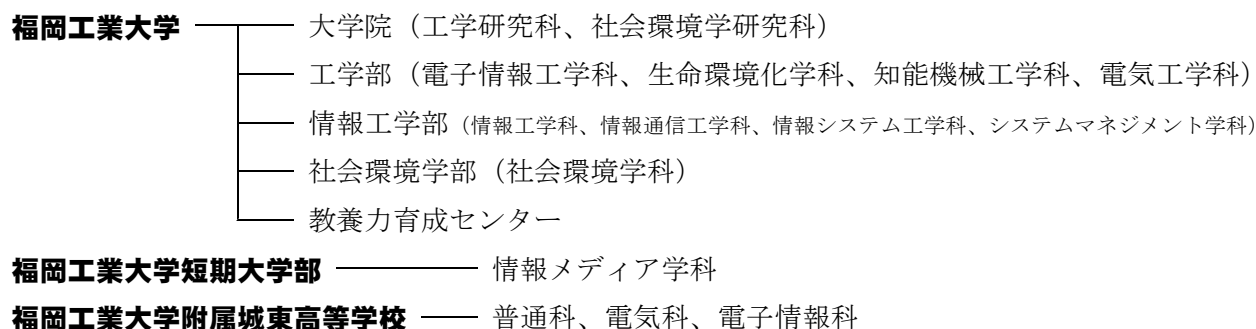 福岡工業大学 大学院（工学研究科、社会環境学研究科）
工学部（電子情報工学科、生命環境化学科、知能機械工学科、電気工学科）
情報工学部（情報工学科、情報通信工学科、情報システム工学科、システムマネジメント学科）
社会環境学部（社会環境学科）
教養力育成センター
福岡工業大学短期大学部 情報メディア学科
福岡工業大学附属城東高等学校 普通科、電気科、電子情報科